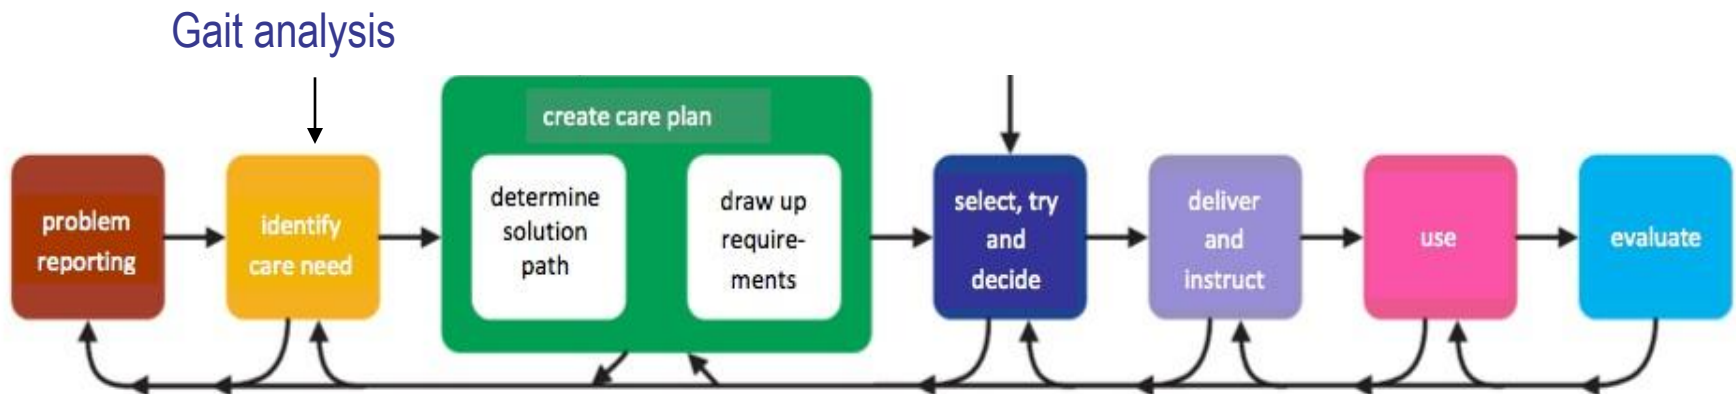 Gait analysis
problem
reporting
identify
care need
create care plan
determine
solution
path
draw up
require-
ments
select, try
and
decide
deliver
and
instruct
use
evaluate